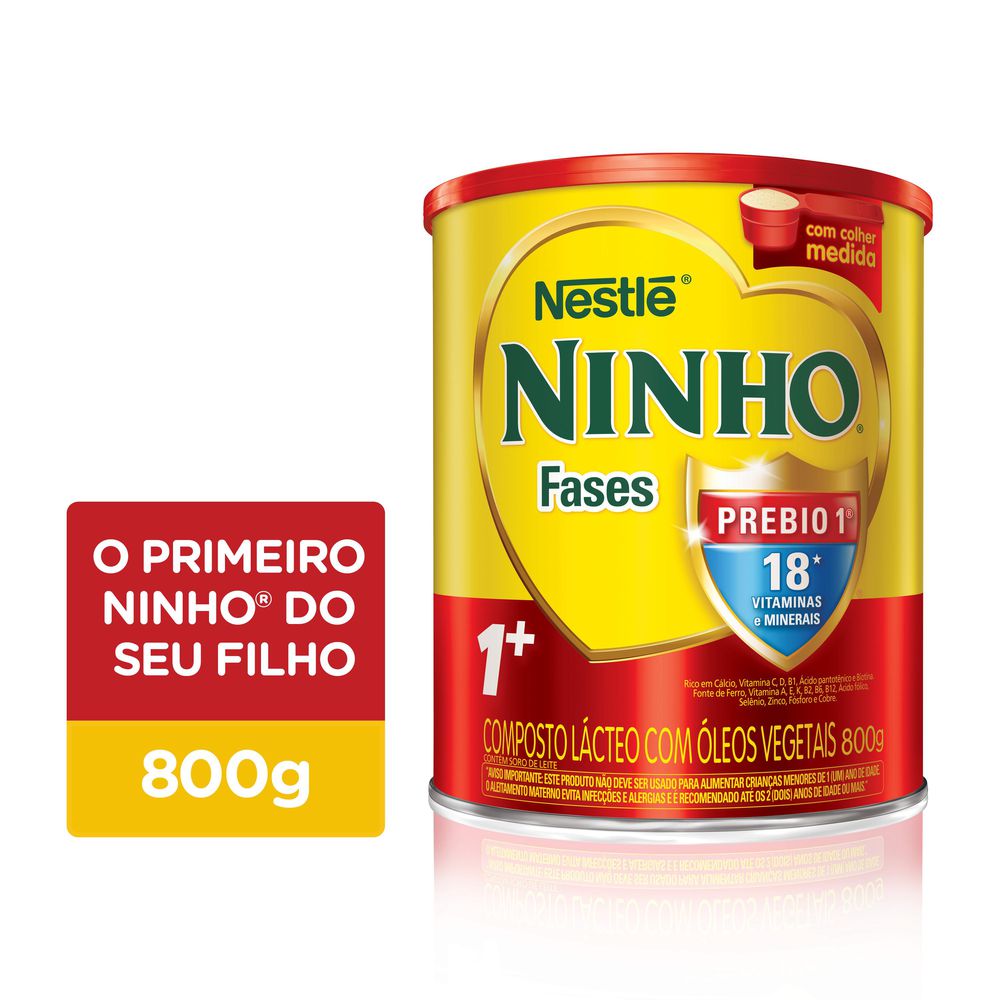 O PRIMEIRO
NINHO® DO
SEU FILHO
800g
com colher
medida
Nestlé®
NINHO®
Fases
PREBIO 1®
18*
VITAMINAS
e MINERAIS
1+
Rico em Cálcio, Vitamina C, D, B1, Ácido pantotênico e Biotina.
Fonte de Ferro, Vitamina A, E, K, B2, B6, B12, Ácido fólico,
Selênio, Zinco, Fósforo e Cobre.
COMPOSTO LÁCTEO COM ÓLEOS VEGETAIS 800g
CONTÉM SORO DE LEITE
"AVISO IMPORTANTE: ESTE PRODUTO NÃO DEVE SER USADO PARA ALIMENTAR CRIANÇAS MENORES DE 1 (UM) ANO DE IDADE.
O ALEITAMENTO MATERNO EVITA INFECÇÕES E ALERGIAS E É RECOMENDADO ATÉ OS 2 (DOIS) ANOS DE IDADE OU MAIS."